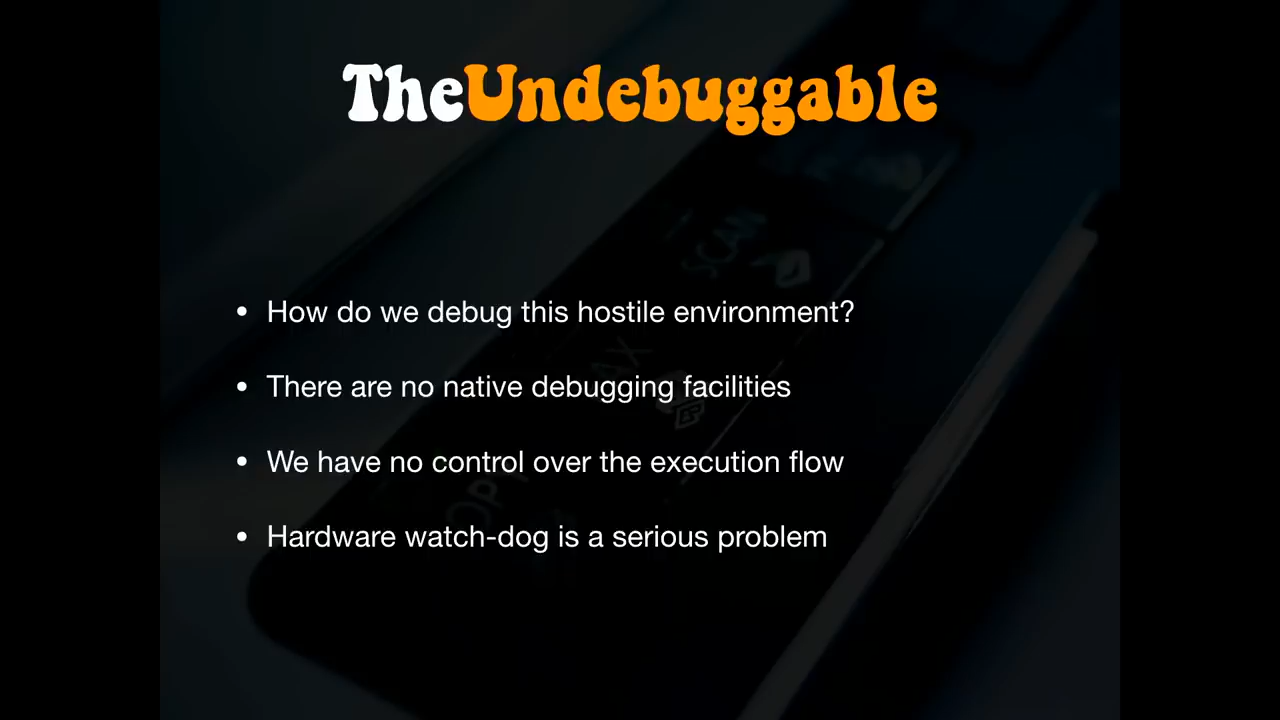 TheUndebuggable
• How do we debug this hostile environment?
• There are no native debugging facilities
• We have no control over the execution flow
• Hardware watch-dog is a serious problem
SCAN